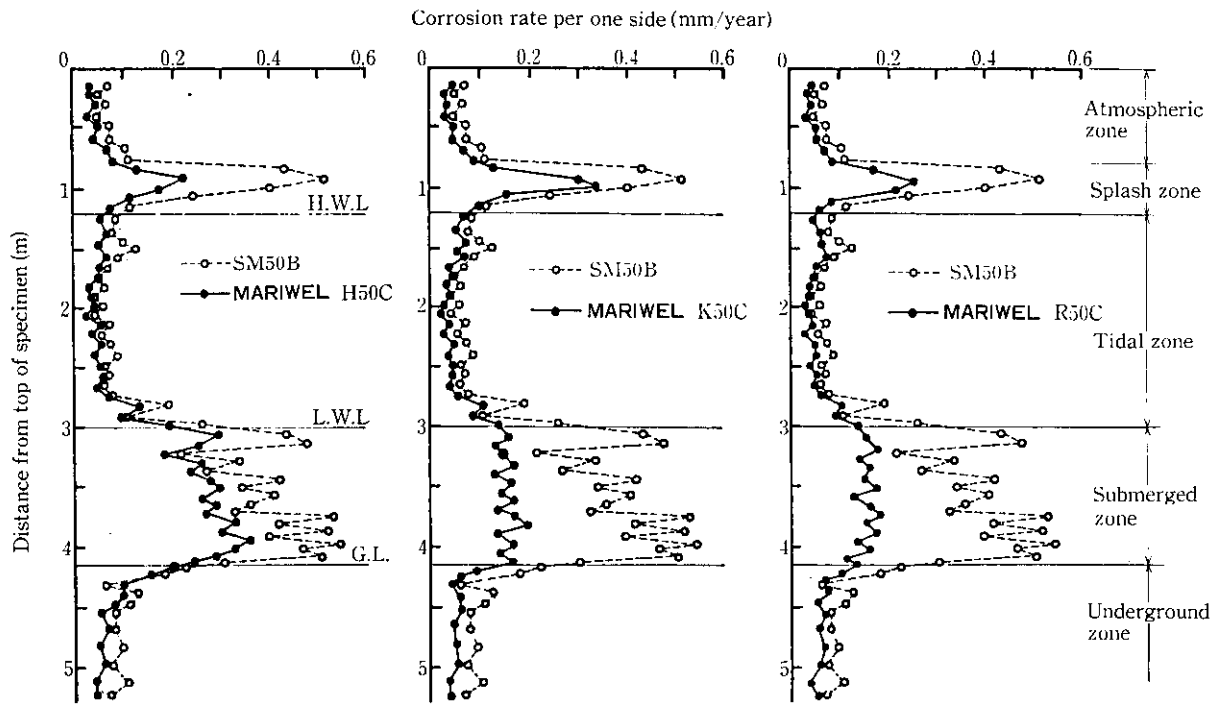 Corrosion rate per one side (mm/year)
0 0.2 0.4 0.6
0 0.2 0.4 0.6
0 0.2 0.4 0.6
Distance from top of specimen (m)
1
2
3
4
5
1
2
3
4
5
1
2
3
4
5
H.W.L
L.W.L
G.L.
SM50B
MARIWEL H50C
SM50B
MARIWEL K50C
SM50B
MARIWEL R50C
Atmospheric
zone
Splash zone
Tidal zone
Submerged
zone
Underground
zone